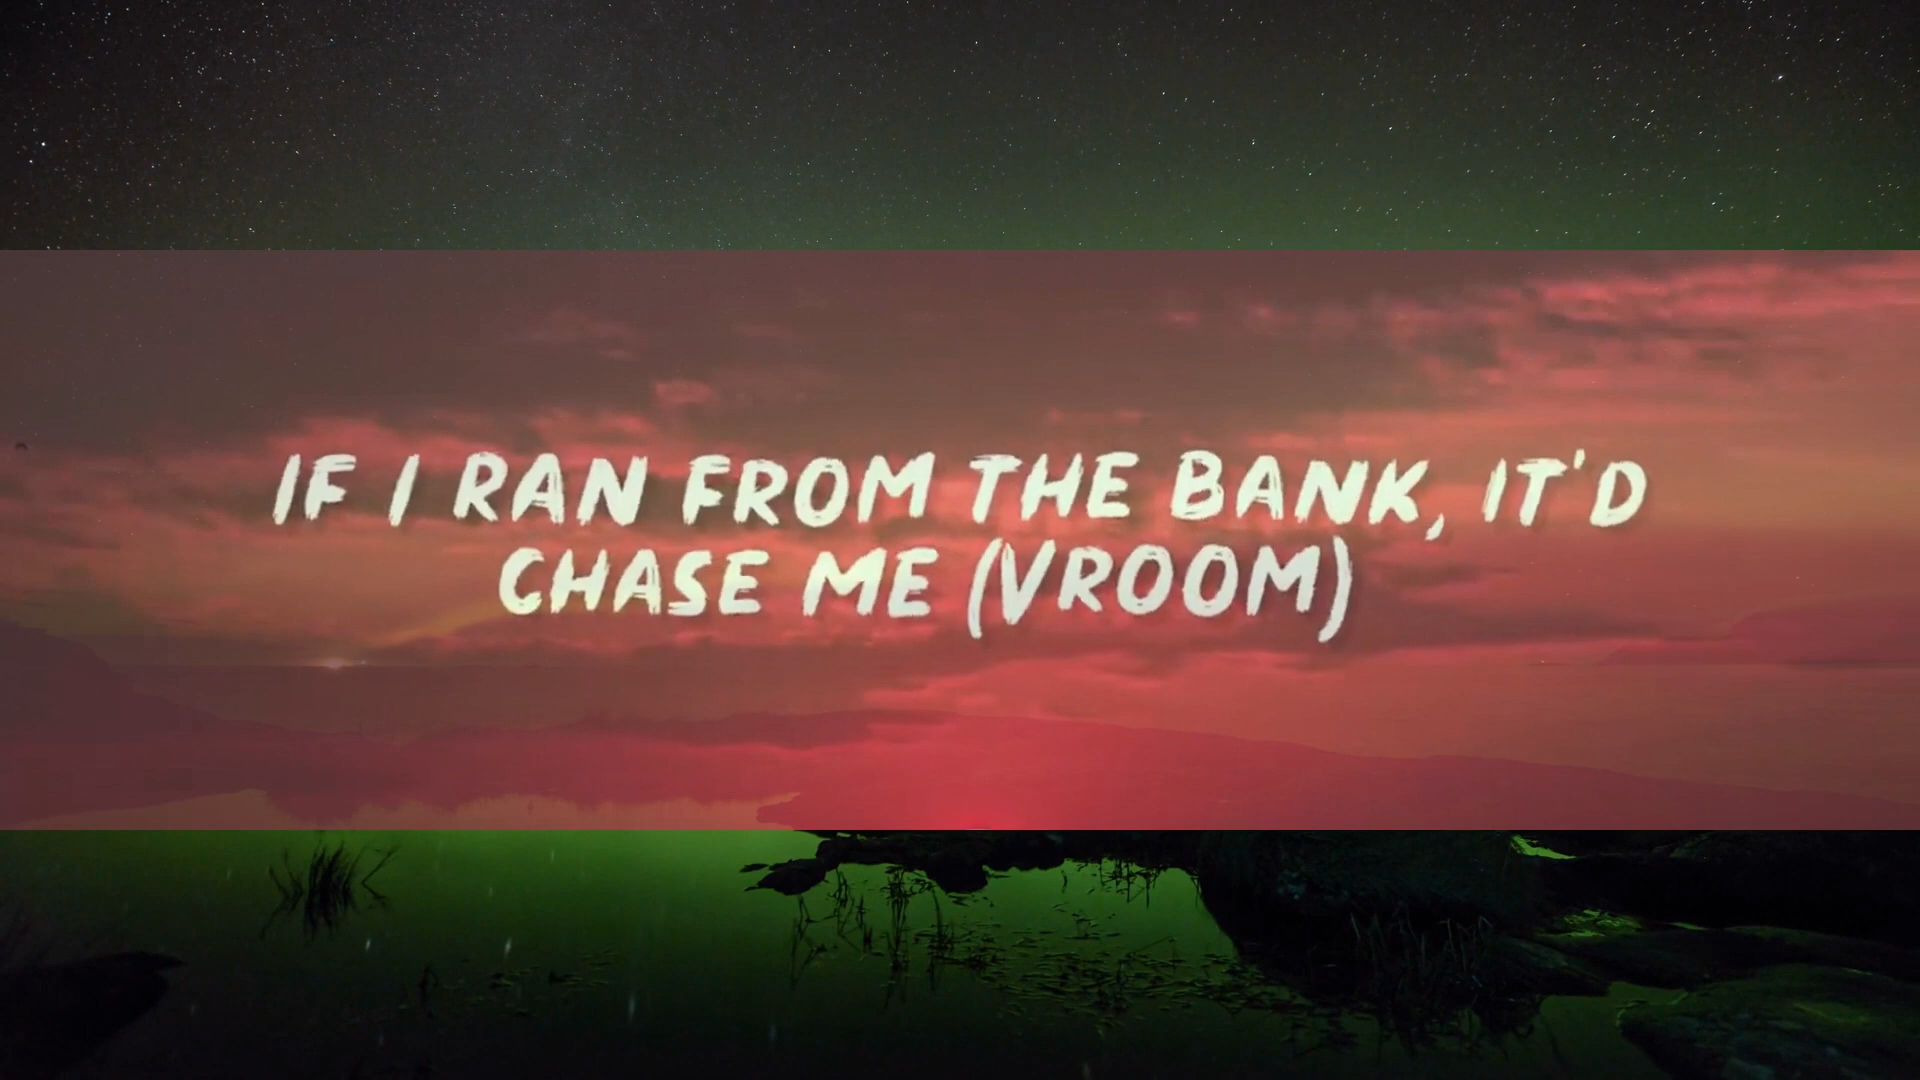 IF I RAN FROM THE BANK, IT'D
CHASE ME (VROOM)